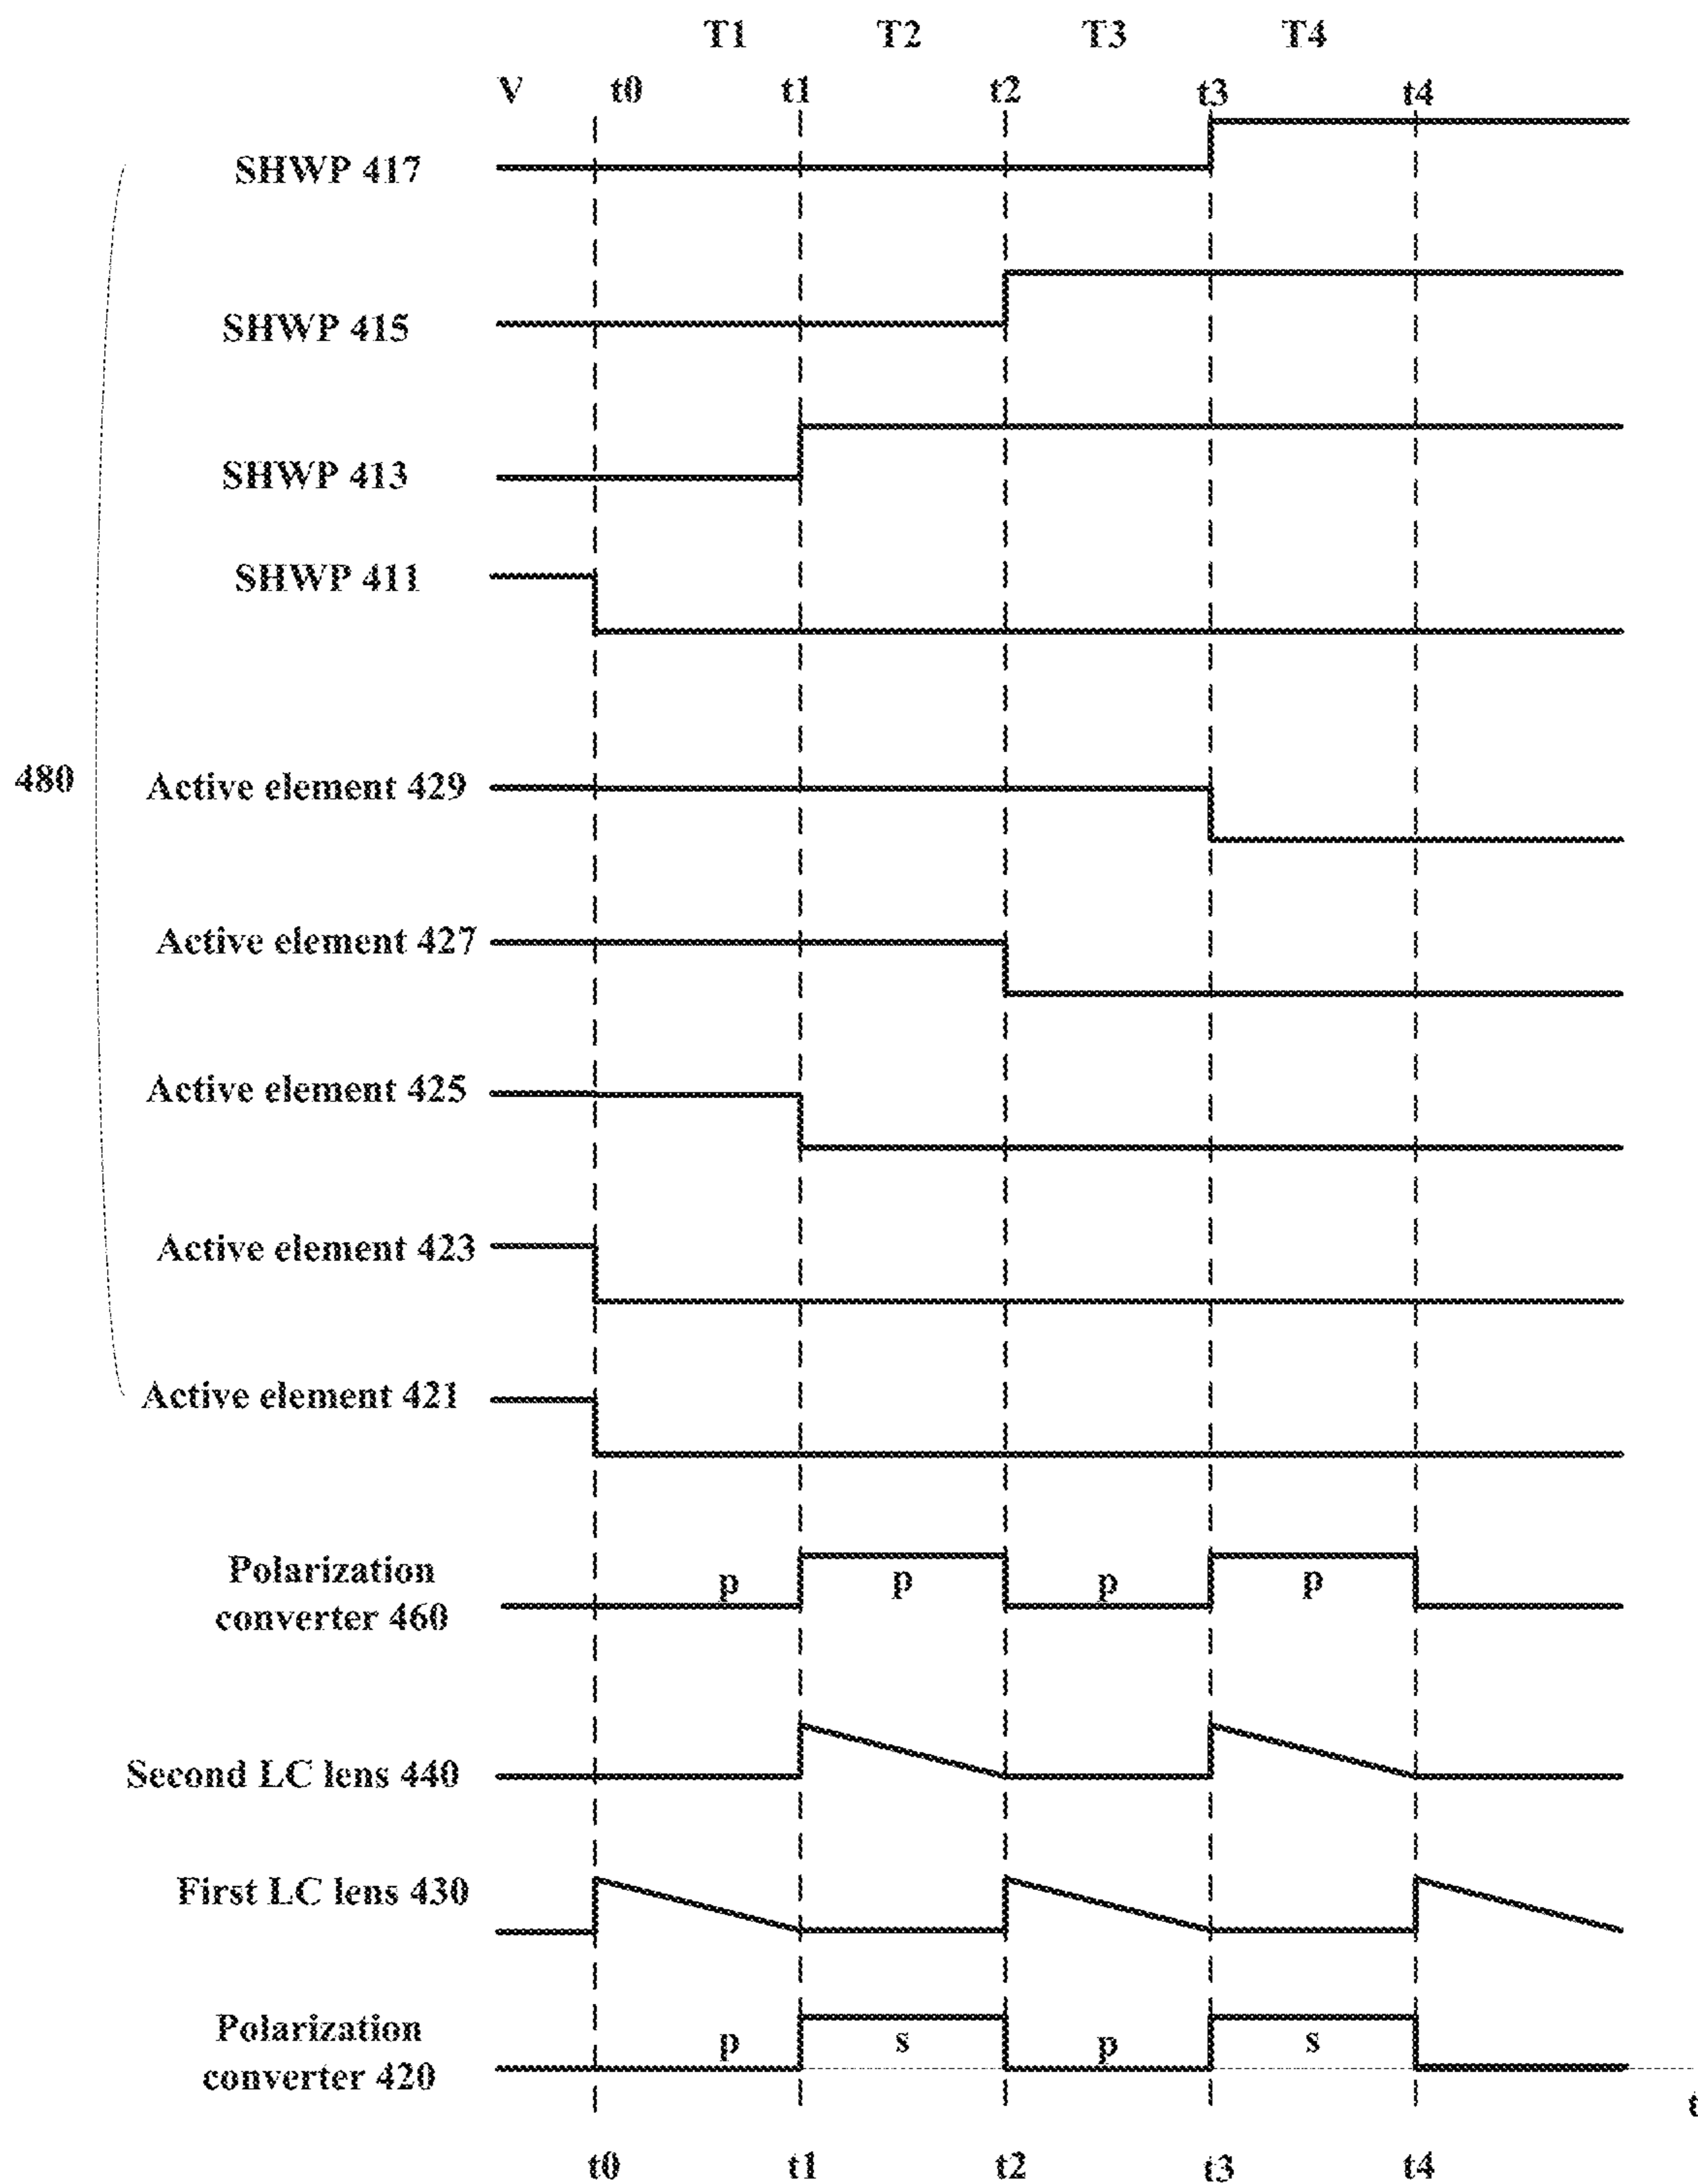 T1 T2 T3 T4
V t0 t1 t2 t3 t4
SHWP 417
SHWP 415
SHWP 413
SHWP 411
480
Active element 429
Active element 427
Active element 425
Active element 423
Active element 421
Polarization
converter 460
p p p p
Second LC lens 440
First LC lens 430
Polarization
converter 420
p s p s
t
t0 t1 t2 t3 t4